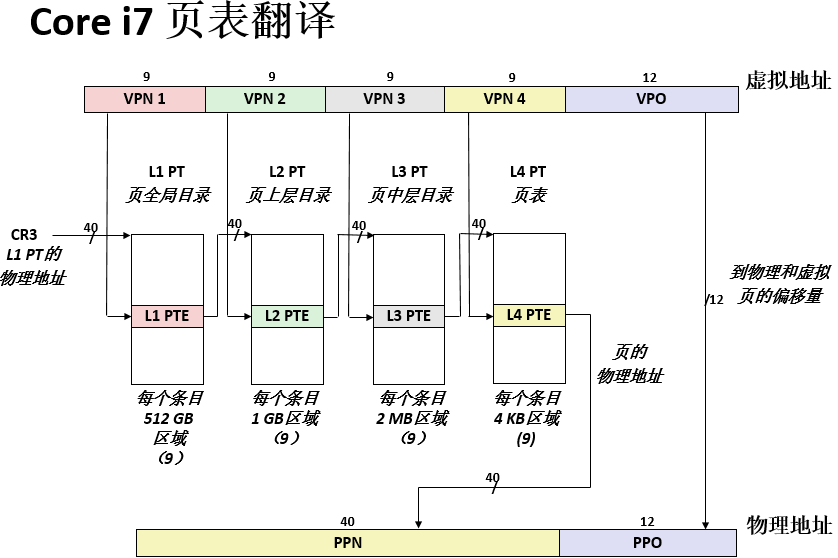 Core i7 页表翻译
9 9 9 9 12
虚拟地址
VPN 1 VPN 2 VPN 3 VPN 4 VPO
L1 PT
页全局目录
L2 PT
页上层目录
L3 PT
页中层目录
L4 PT
页表
CR3
L1 PT的
物理地址
40
40
40
40
L1 PTE
L2 PTE
L3 PTE
L4 PTE
到物理和虚拟
页的偏移量
/12
页的
物理地址
每个条目
512 GB
区域
（9）
每个条目
1 GB区域
（9）
每个条目
2 MB区域
（9）
每个条目
4 KB区域
(9)
40
40 12
物理地址
PPN PPO